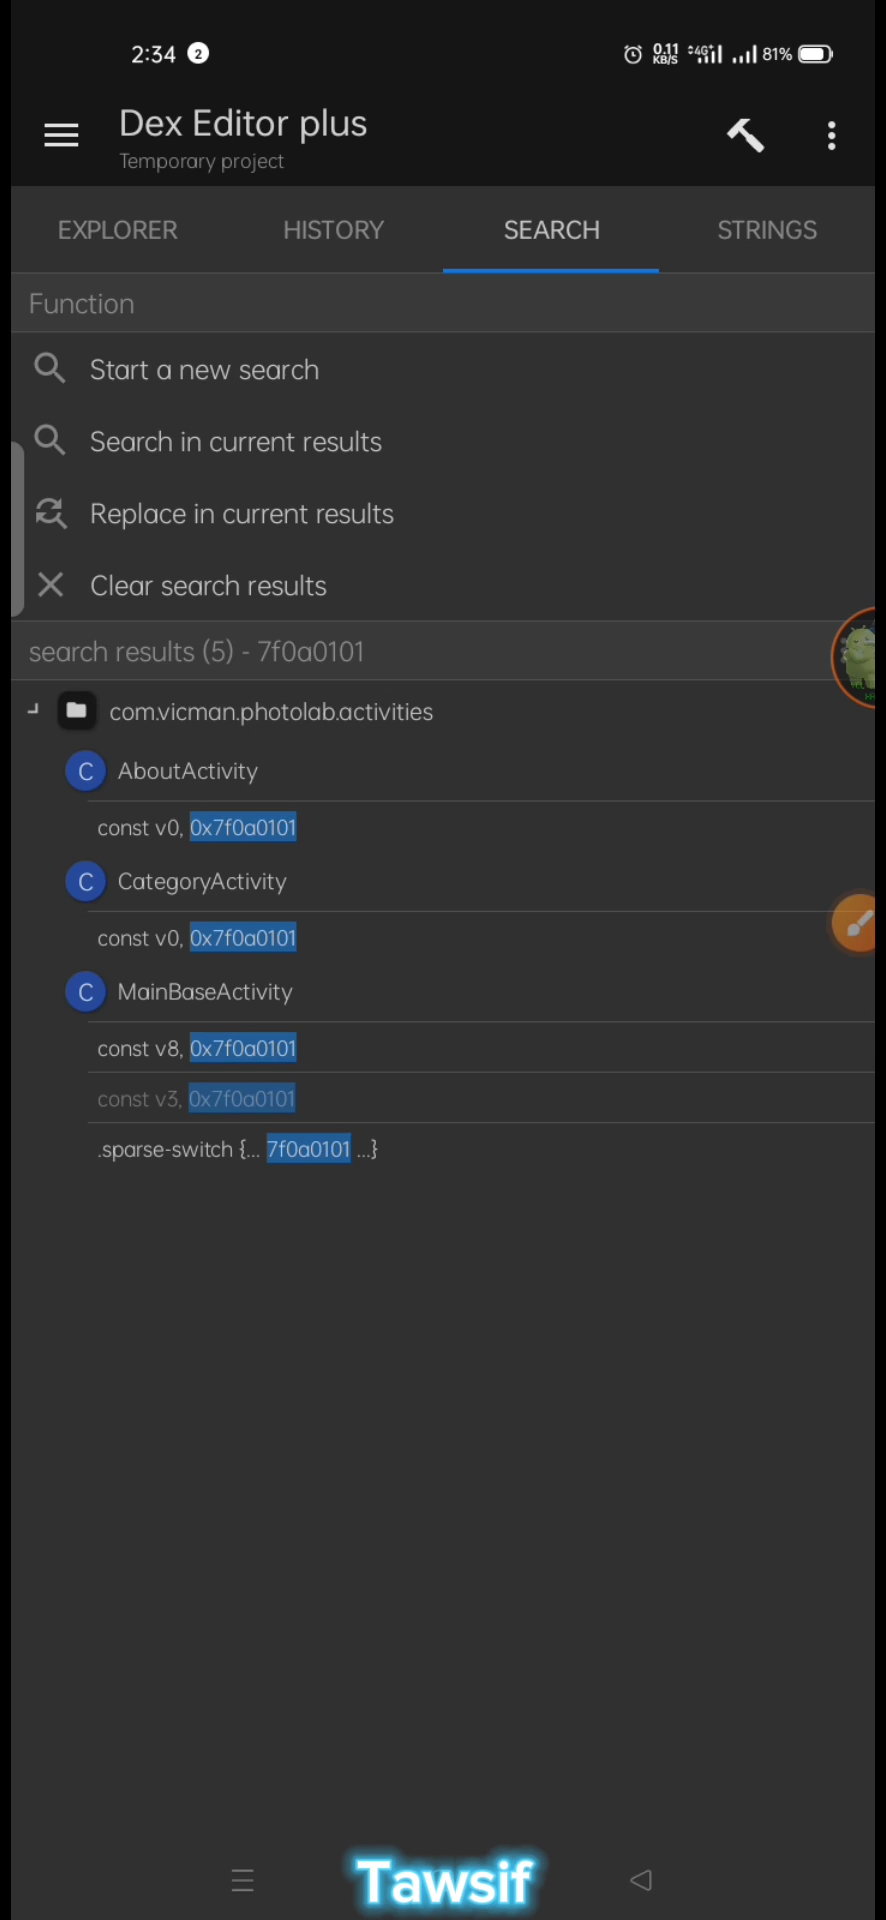 2:34 2 0.11 KB/S 4G+ 81%
Dex Editor plus
Temporary project
EXPLORER HISTORY SEARCH STRINGS
Function
Start a new search
Search in current results
Replace in current results
Clear search results
search results (5) - 7f0a0101
com.vicman.photolab.activities
C AboutActivity
const v0, 0x7f0a0101
C CategoryActivity
const v0, 0x7f0a0101
C MainBaseActivity
const v8, 0x7f0a0101
const v3, 0x7f0a0101
.sparse-switch {... 7f0a0101 ...}
Tawsif